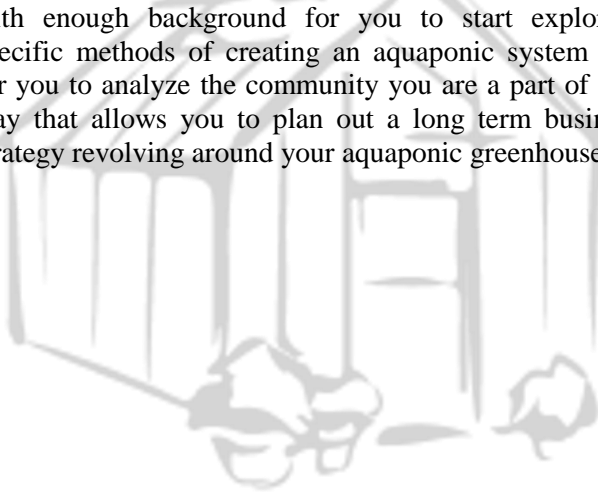 with enough background for you to start explor
ecific methods of creating an aquaponic system
r you to analyze the community you are a part of
ay that allows you to plan out a long term busin
rategy revolving around your aquaponic greenhouse